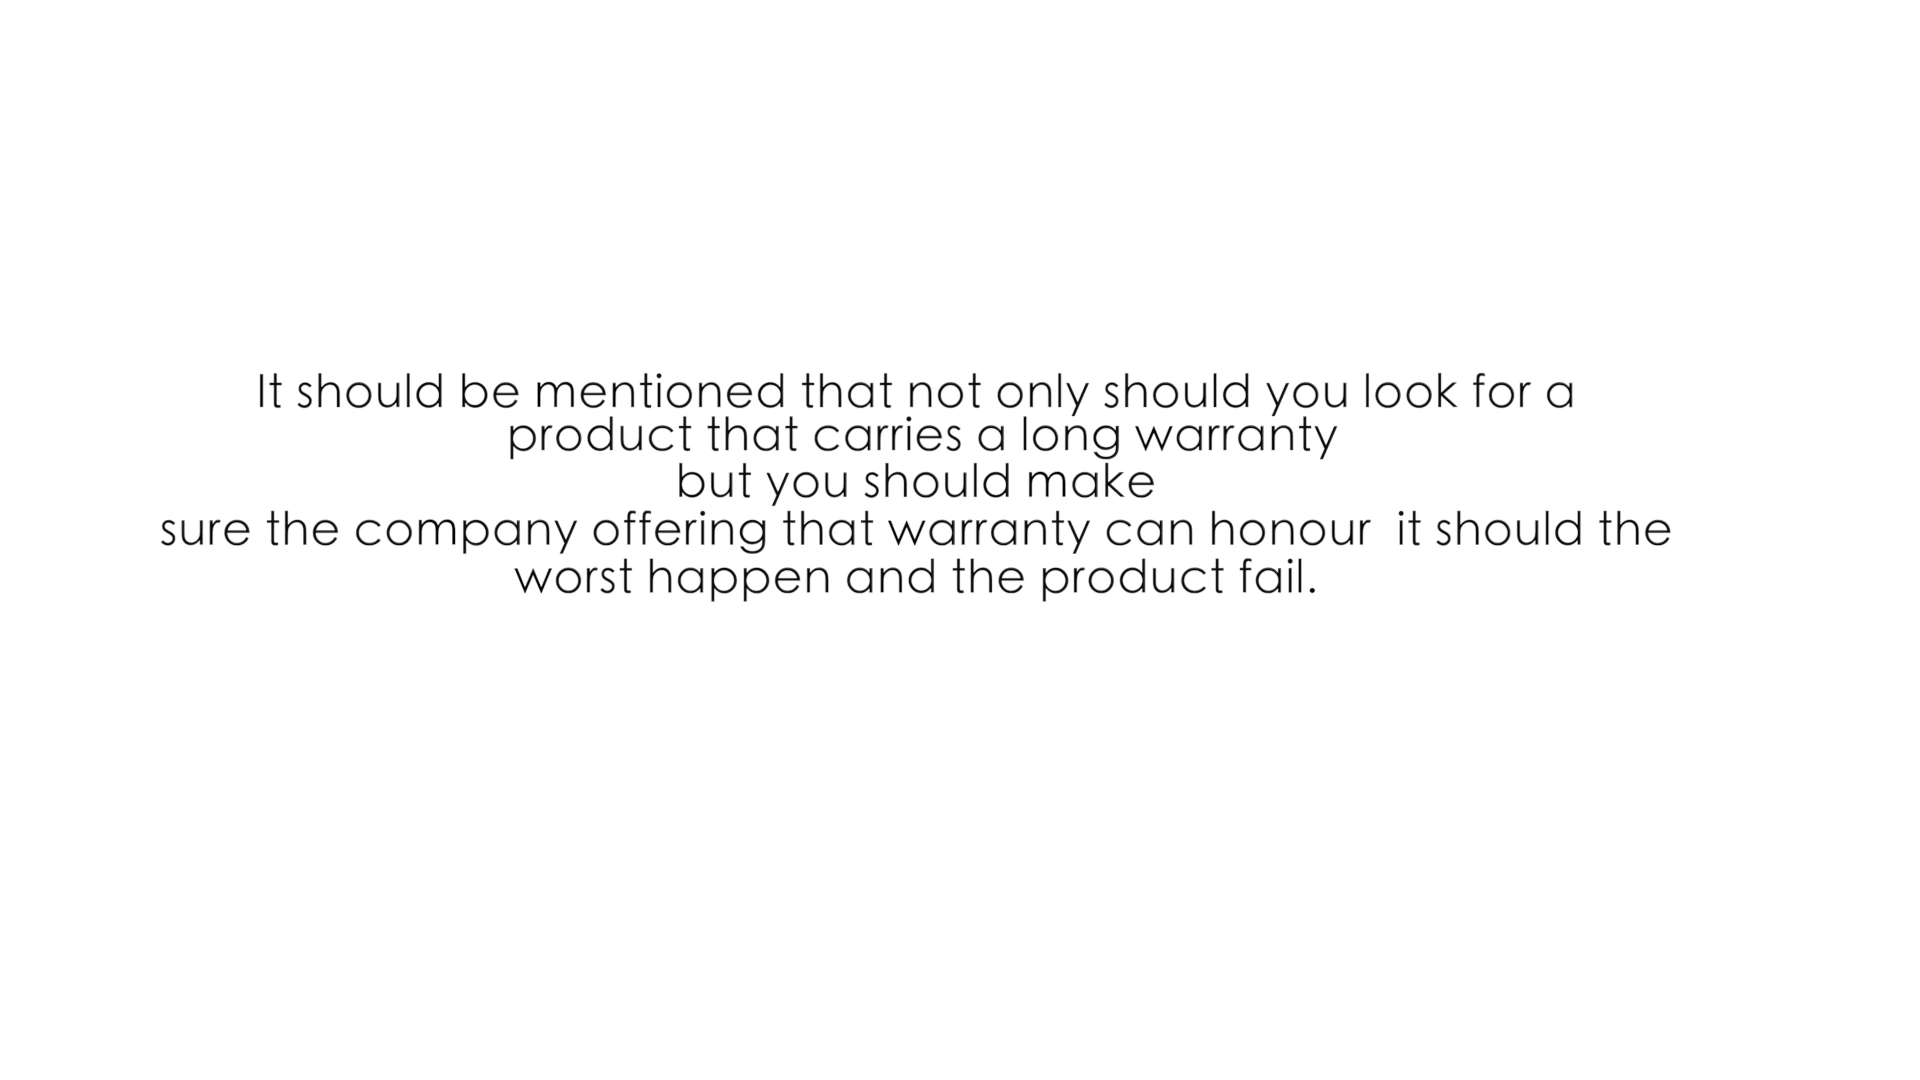 It should be mentioned that not only should you look for a
product that carries a long warranty
but you should make
sure the company offering that warranty can honour  it should the
worst happen and the product fail.